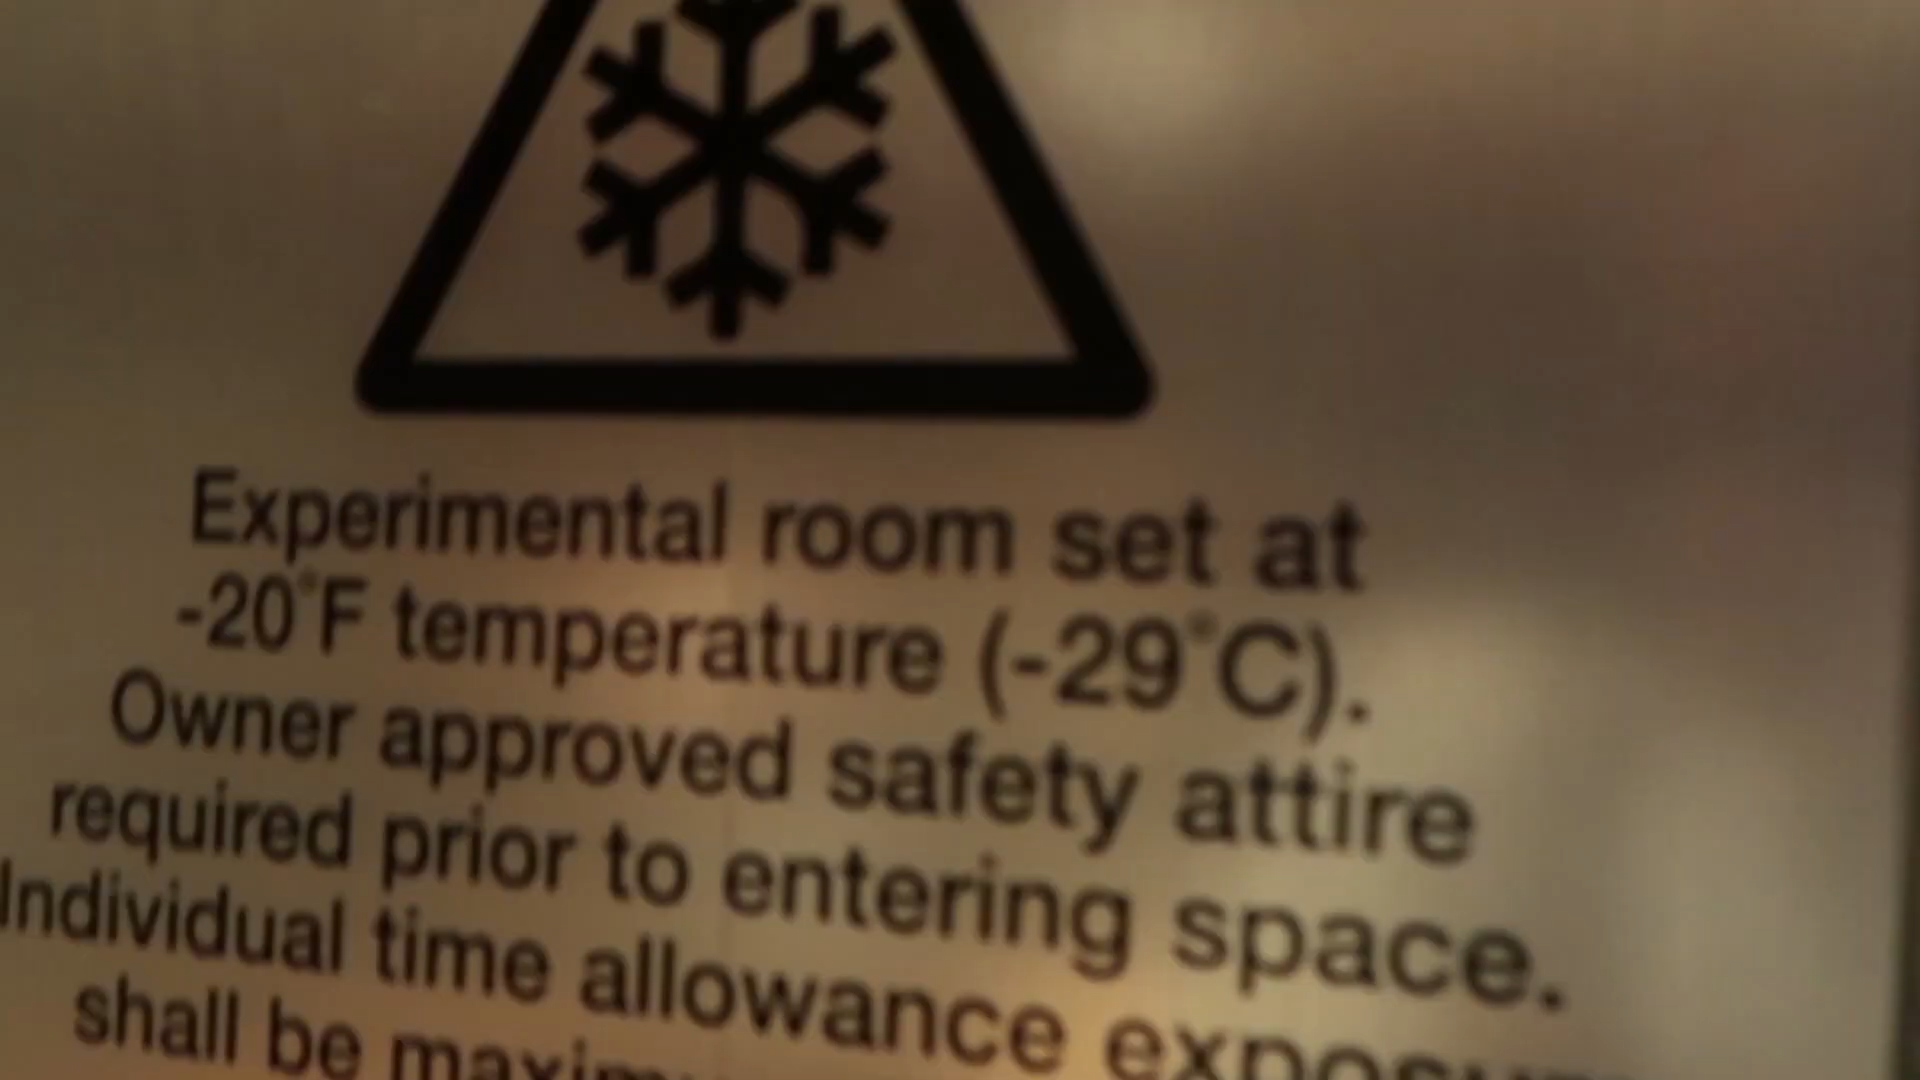 Experimental room set at
-20°F temperature (-29°C).
Owner approved safety attire
required prior to entering space.
Individual time allowance
shall be